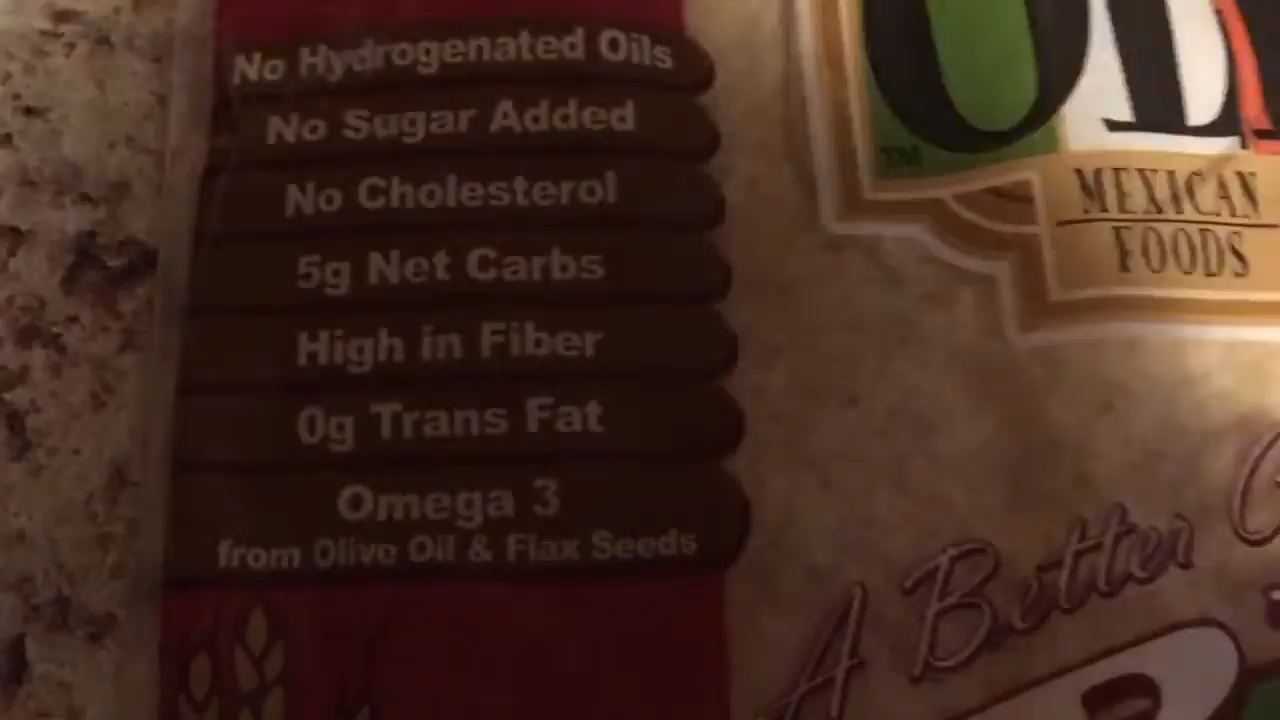 No Hydrogenated Oils
No Sugar Added
No Cholesterol
5g Net Carbs
High in Fiber
0g Trans Fat
Omega 3
from Olive Oil & Flax Seeds
TM
MEXICAN
FOODS
A Better